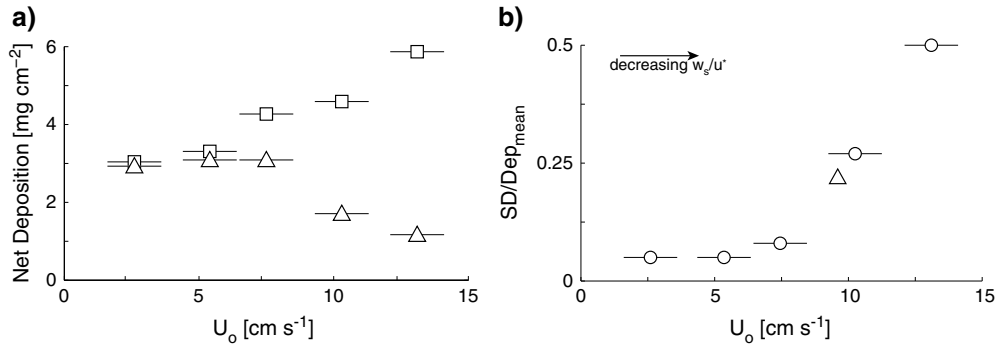 a)
Net Deposition [mg cm⁻²]
6
4
2
0
0 5 10 15
U₀ [cm s⁻¹]
b)
SD/Dep_mean
0.5
0.25
0
decreasing w_s/u*
0 5 10 15
U₀ [cm s⁻¹]